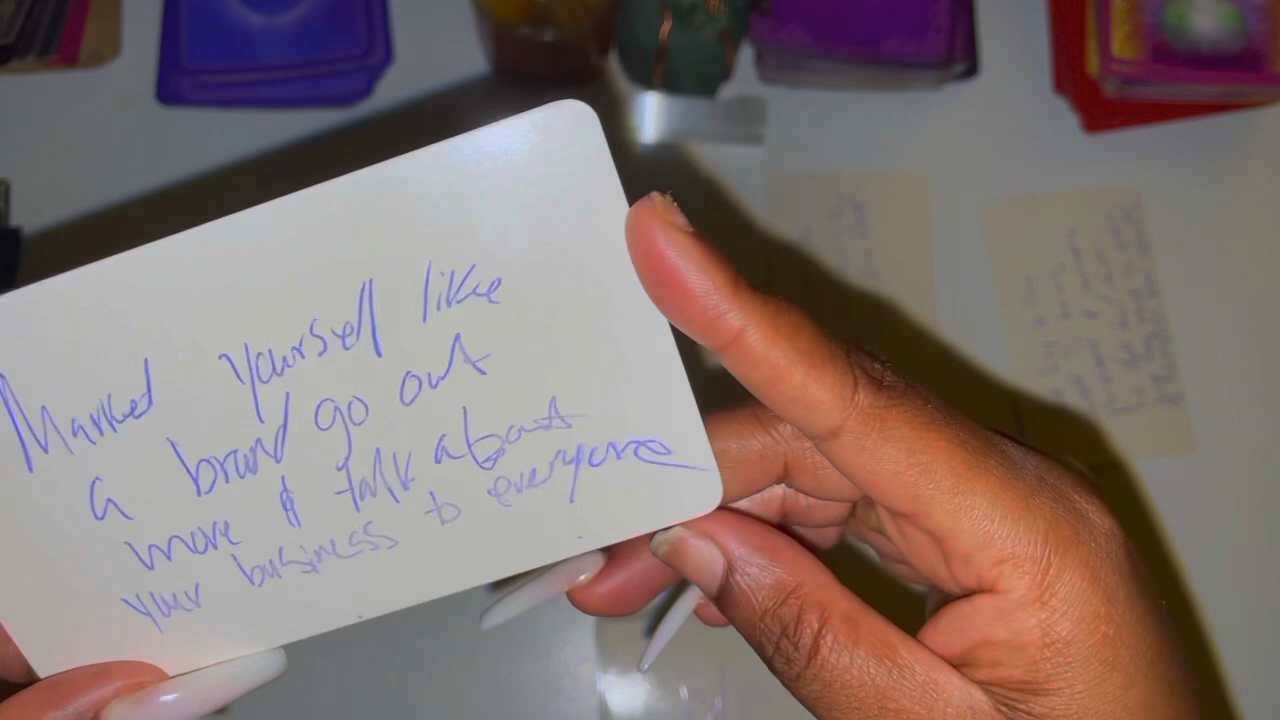 Market yourself like
a brand go out
more & talk about
your business to everyone